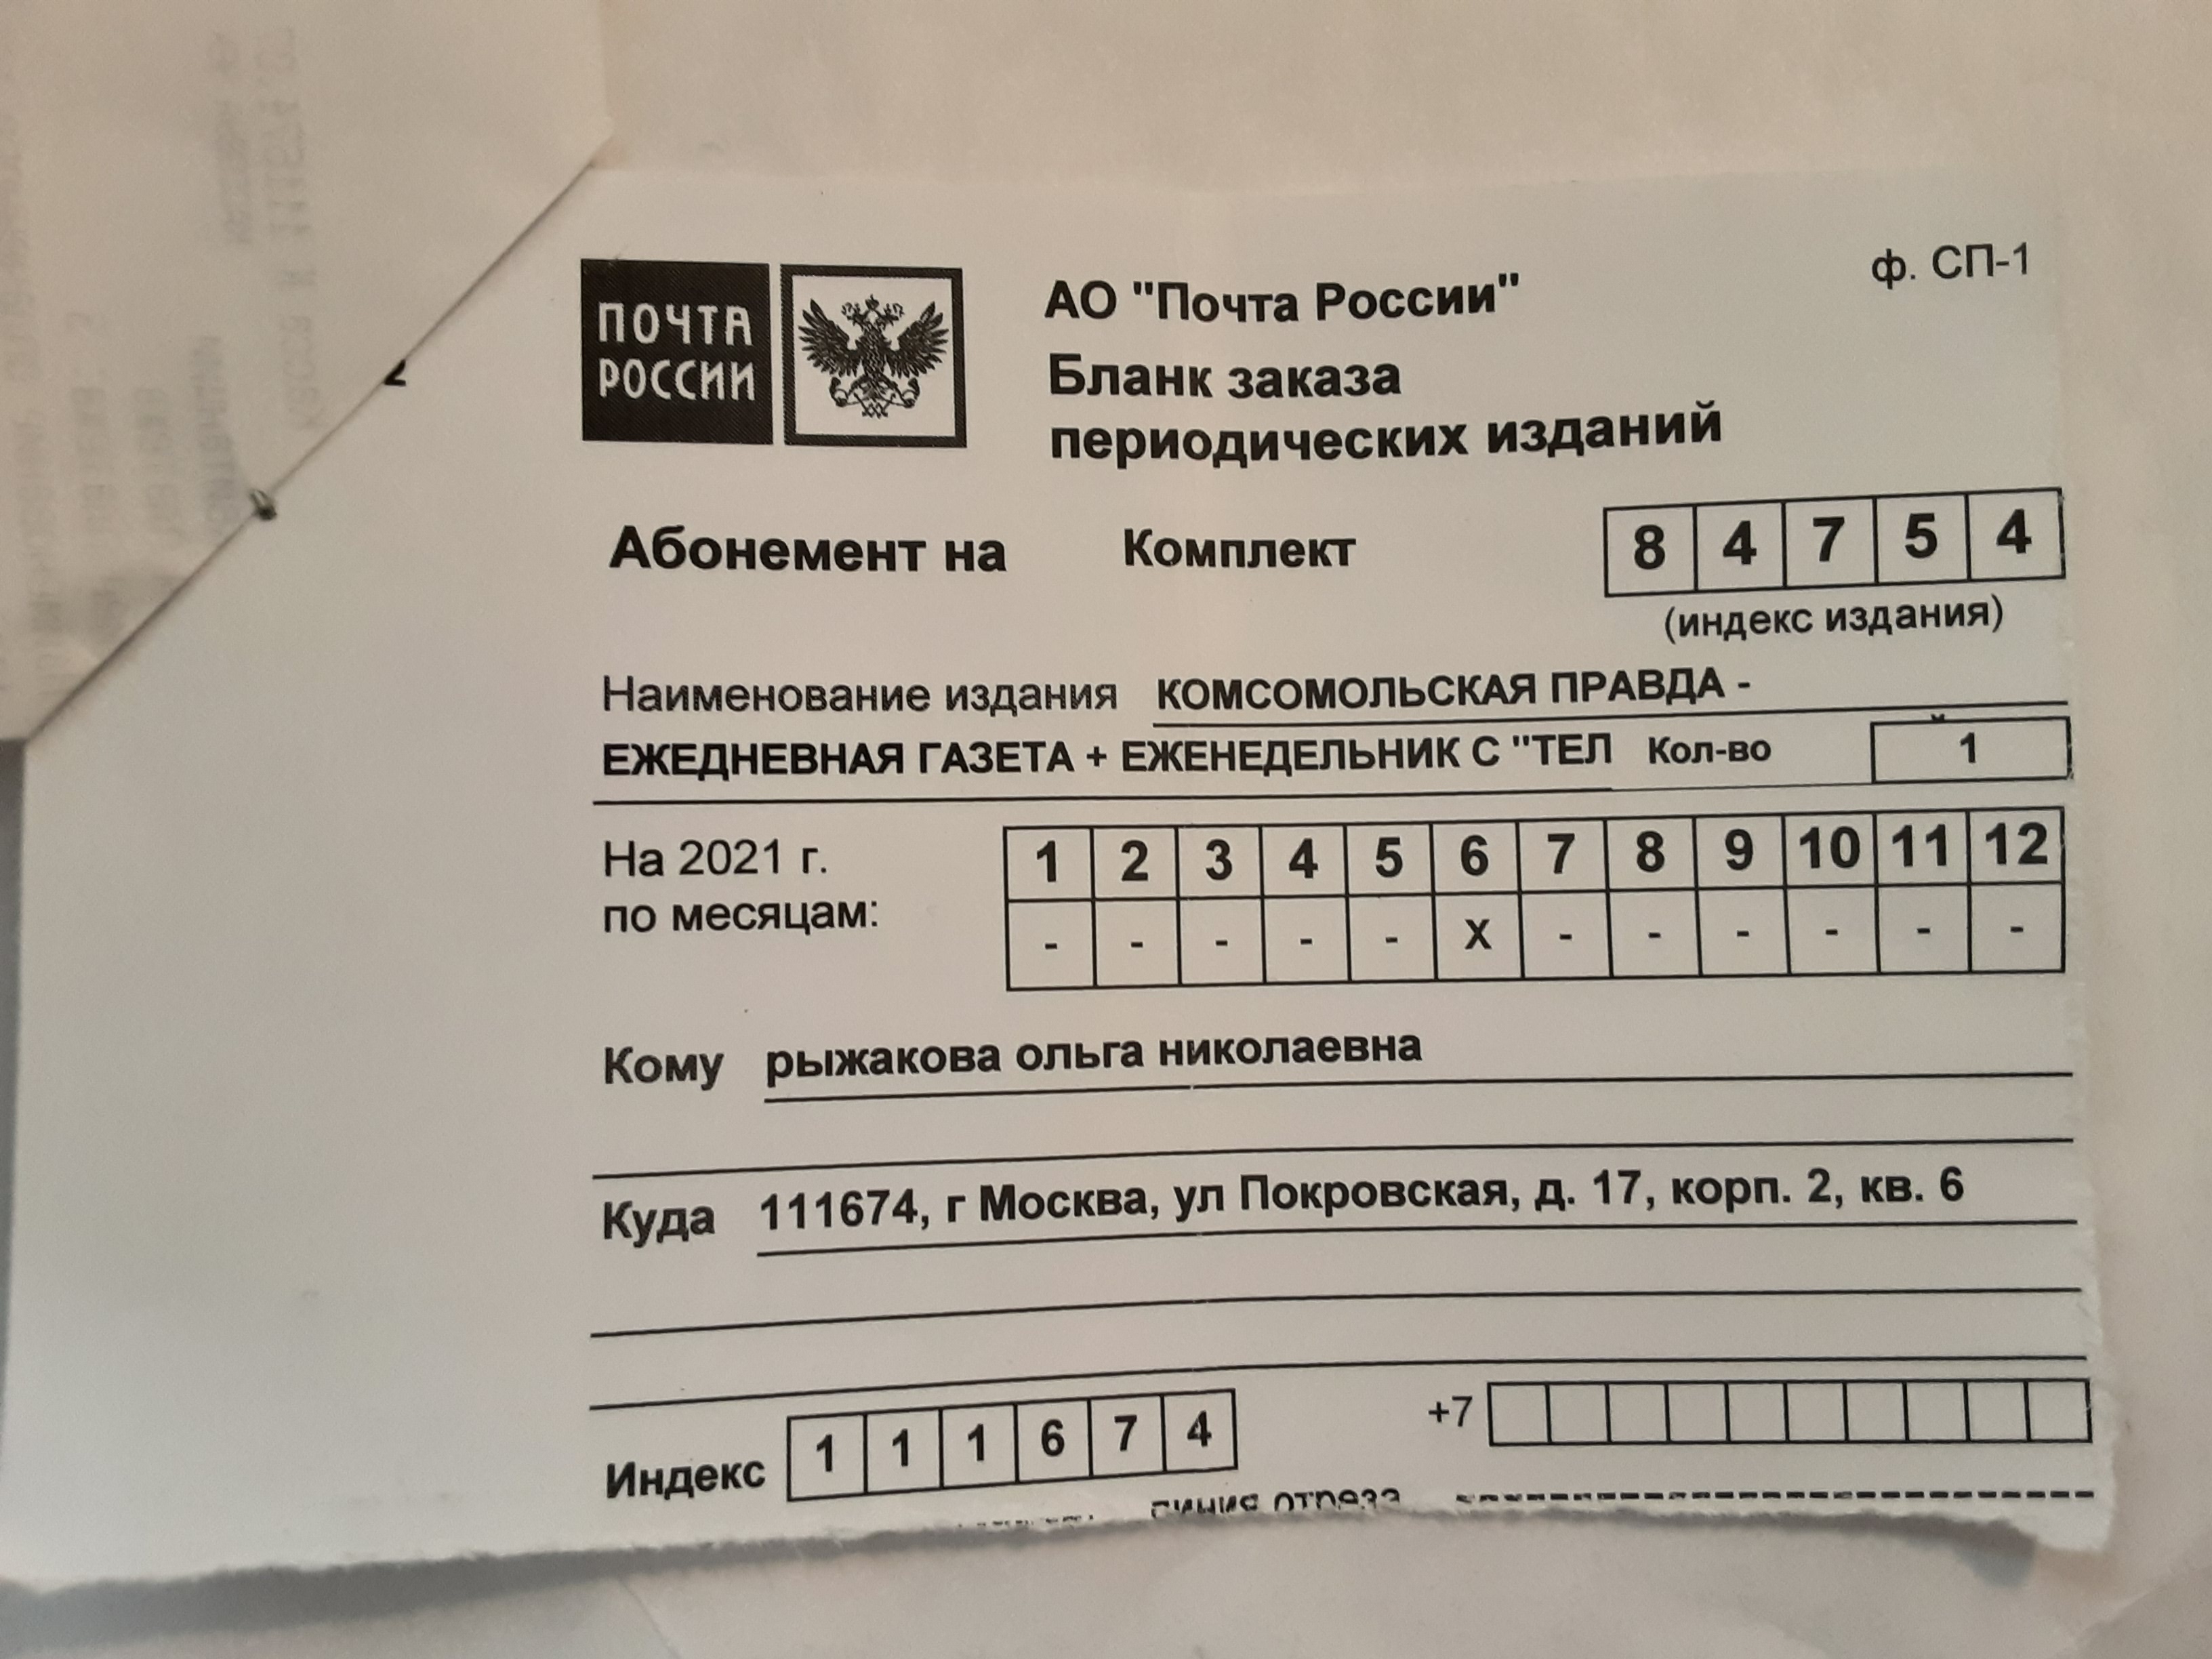 ПОЧТА
РОССИИ
ф. СП-1
АО "Почта России"
Бланк заказа
периодических изданий
Абонемент на Комплект 8 4 7 5 4
(индекс издания)
Наименование издания КОМСОМОЛЬСКАЯ ПРАВДА -
ЕЖЕДНЕВНАЯ ГАЗЕТА + ЕЖЕНЕДЕЛЬНИК С "ТЕЛ Кол-во 1
На 2021 г.
по месяцам:
1 2 3 4 5 6 7 8 9 10 11 12
- - - - - X - - - - - -
Кому рыжакова ольга николаевна
Куда 111674, г Москва, ул Покровская, д. 17, корп. 2, кв. 6
+7
Индекс 1 1 1 6 7 4
линия отреза